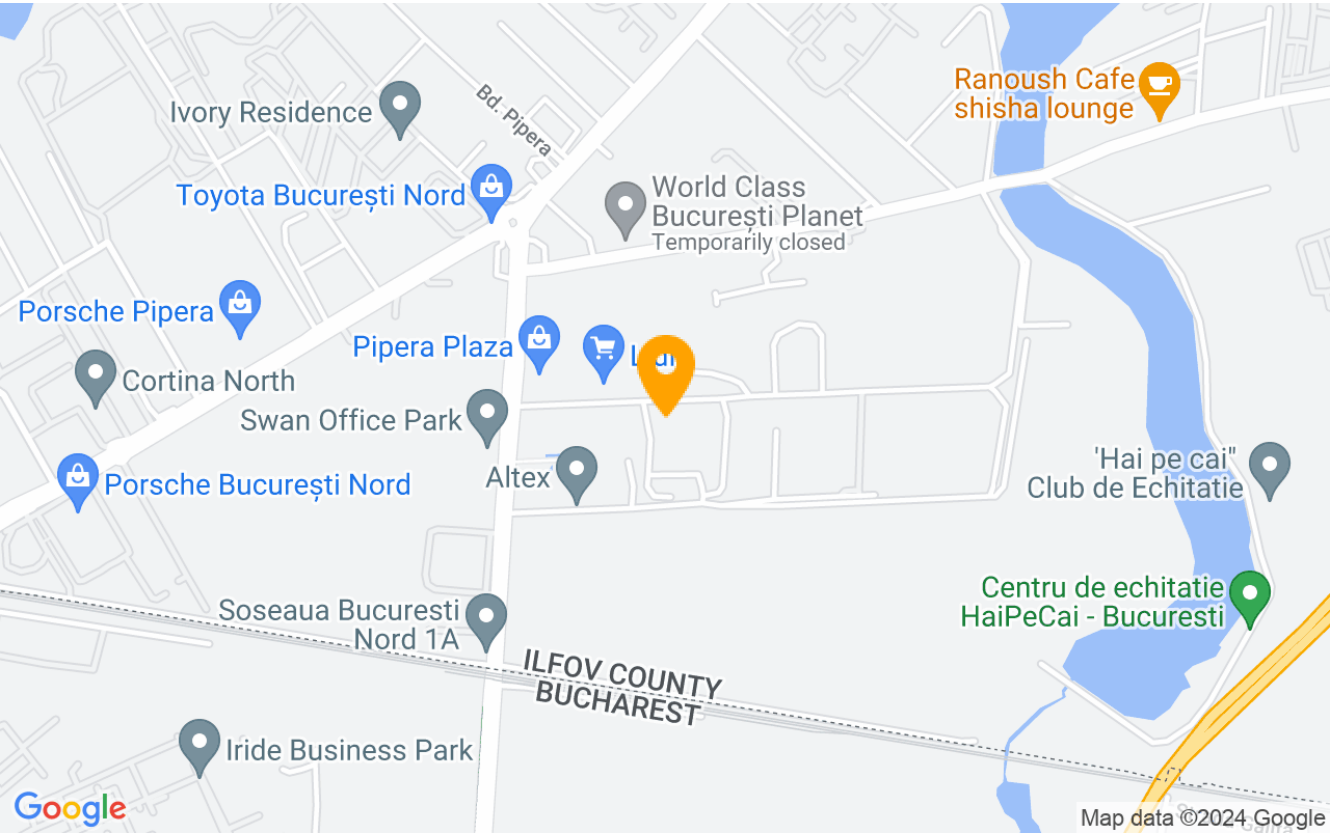 Ranoush Cafe
shisha lounge
Bd. Pipera
Ivory Residence
Toyota București Nord
World Class
București Planet
Temporarily closed
Porsche Pipera
Pipera Plaza
Cortina North
Swan Office Park
Altex
Porsche București Nord
'Hai pe cai"
Club de Echitatie
Centru de echitatie
HaiPeCai - Bucuresti
Soseaua Bucuresti
Nord 1A
ILFOV COUNTY
BUCHAREST
Iride Business Park
Google
Map data ©2024 Google